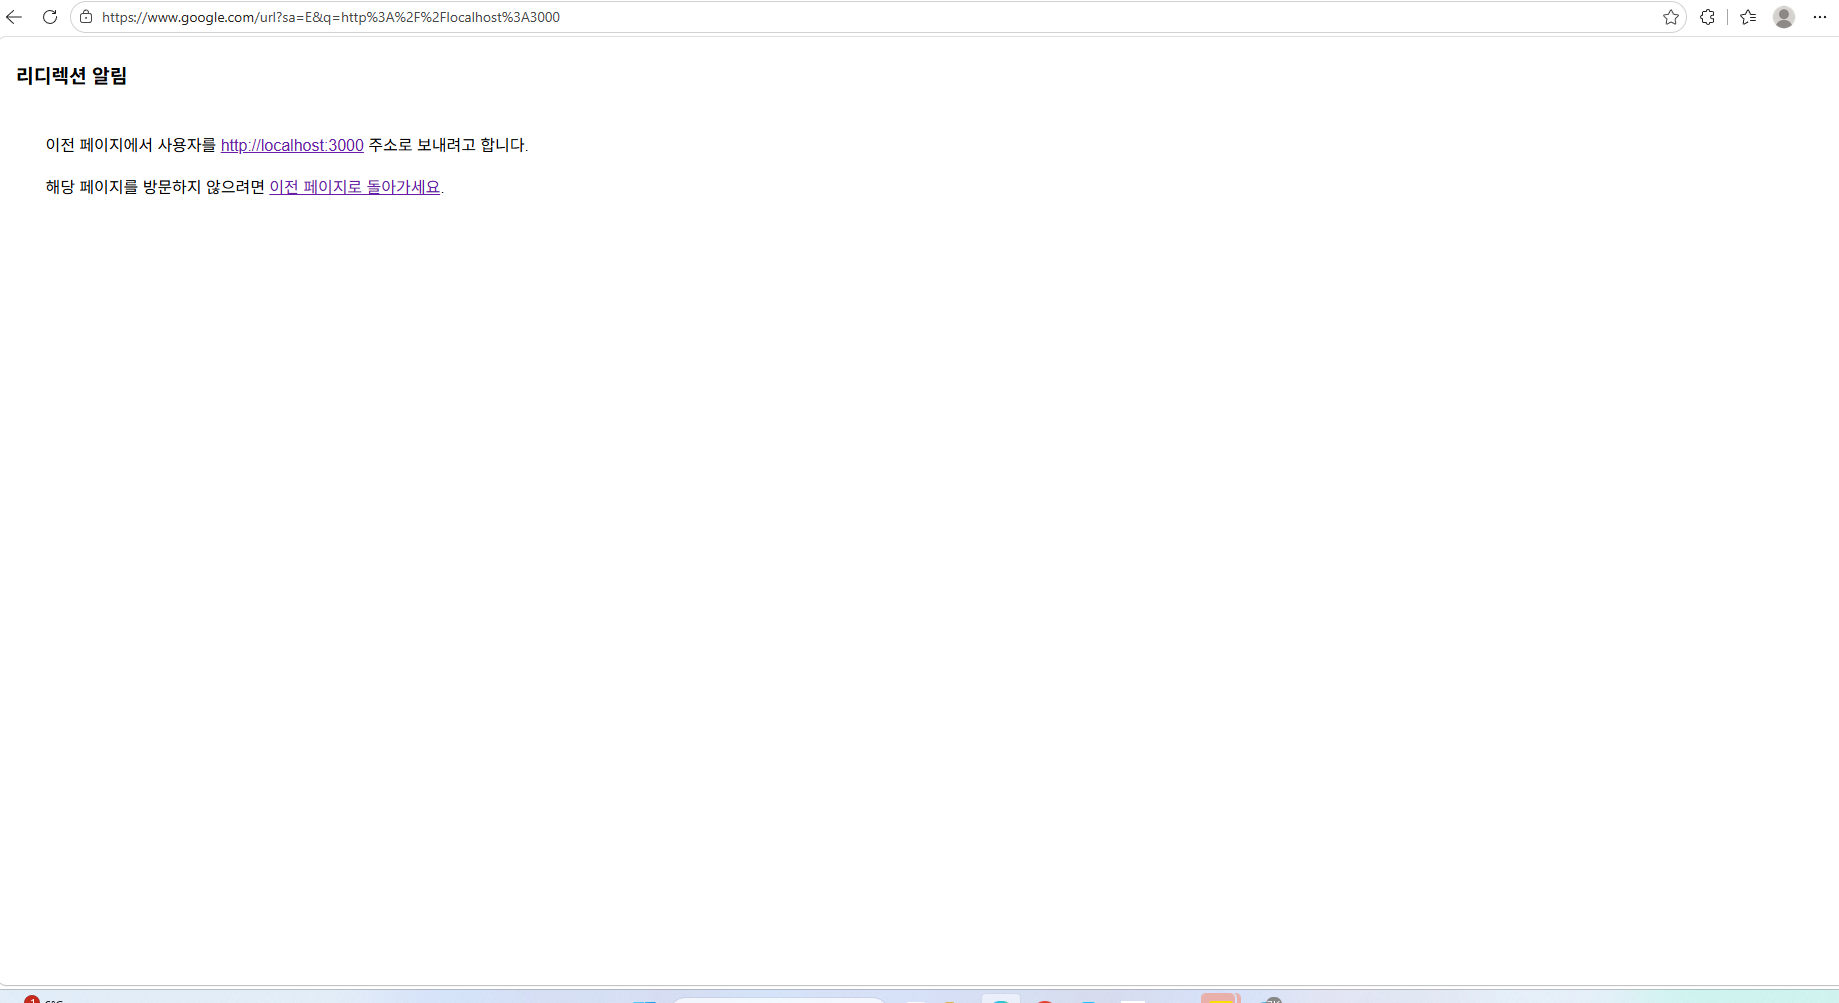 https://www.google.com/url?sa=E&q=http%3A%2F%2Flocalhost%3A3000
리디렉션 알림
이전 페이지에서 사용자를 http://localhost:3000 주소로 보내려고 합니다.
해당 페이지를 방문하지 않으려면 이전 페이지로 돌아가세요.